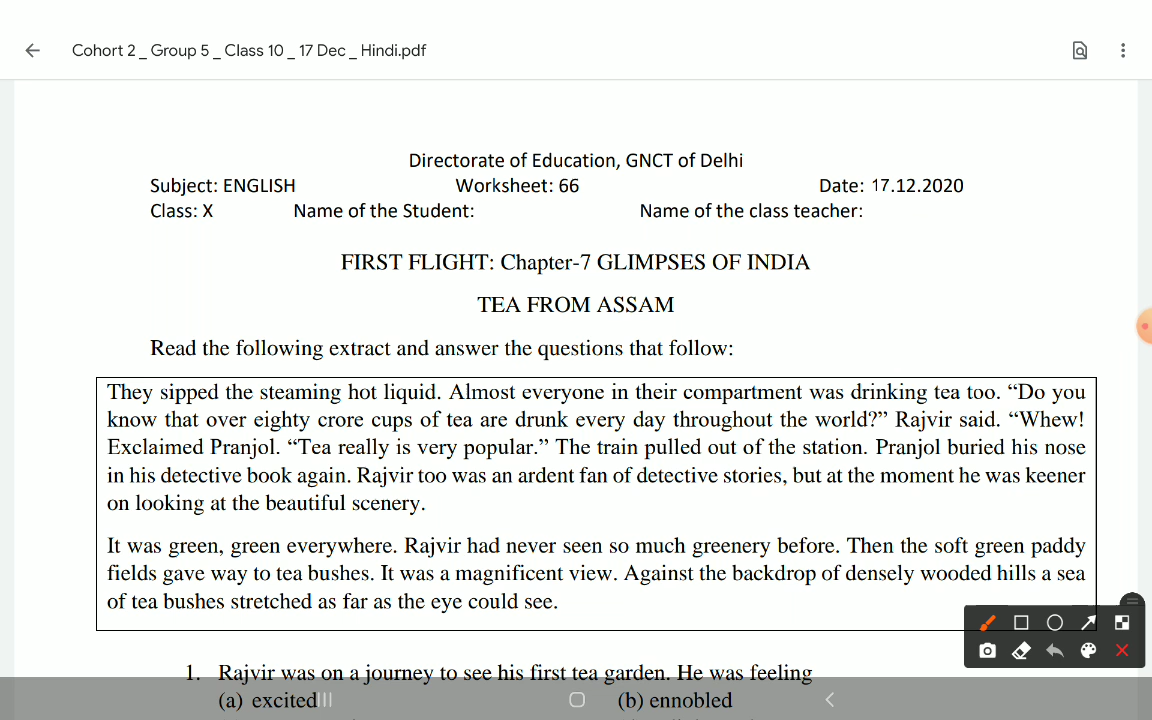 Cohort 2 _ Group 5 _ Class 10 _ 17 Dec _ Hindi.pdf
Directorate of Education, GNCT of Delhi
Subject: ENGLISH Worksheet: 66 Date: 17.12.2020
Class: X Name of the Student: Name of the class teacher:
FIRST FLIGHT: Chapter-7 GLIMPSES OF INDIA
TEA FROM ASSAM
Read the following extract and answer the questions that follow:
They sipped the steaming hot liquid. Almost everyone in their compartment was drinking tea too. “Do you
know that over eighty crore cups of tea are drunk every day throughout the world?” Rajvir said. “Whew!
Exclaimed Pranjol. “Tea really is very popular.” The train pulled out of the station. Pranjol buried his nose
in his detective book again. Rajvir too was an ardent fan of detective stories, but at the moment he was keener
on looking at the beautiful scenery.
It was green, green everywhere. Rajvir had never seen so much greenery before. Then the soft green paddy
fields gave way to tea bushes. It was a magnificent view. Against the backdrop of densely wooded hills a sea
of tea bushes stretched as far as the eye could see.
1. Rajvir was on a journey to see his first tea garden. He was feeling
(a) excited (b) ennobled